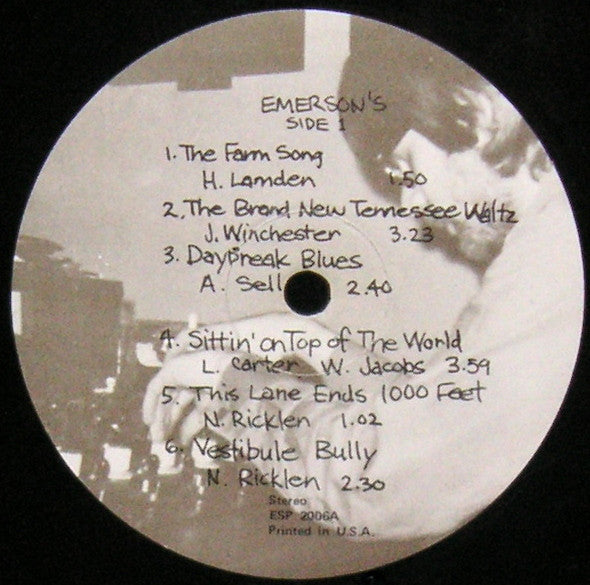 EMERSON'S
SIDE 1
1. The Farm Song
H. Lamden 1.50
2. The Brand New Tennessee Waltz
J. Winchester 3.23
3. Daybreak Blues
A. Sell 2.40
4. Sittin' on Top of The World
L. Carter W. Jacobs 3.59
5. This Lane Ends 1000 Feet
N. Ricklen 1.02
6. Vestibule Bully
N. Ricklen 2.30
Stereo
ESP 2006A
Printed in U.S.A.